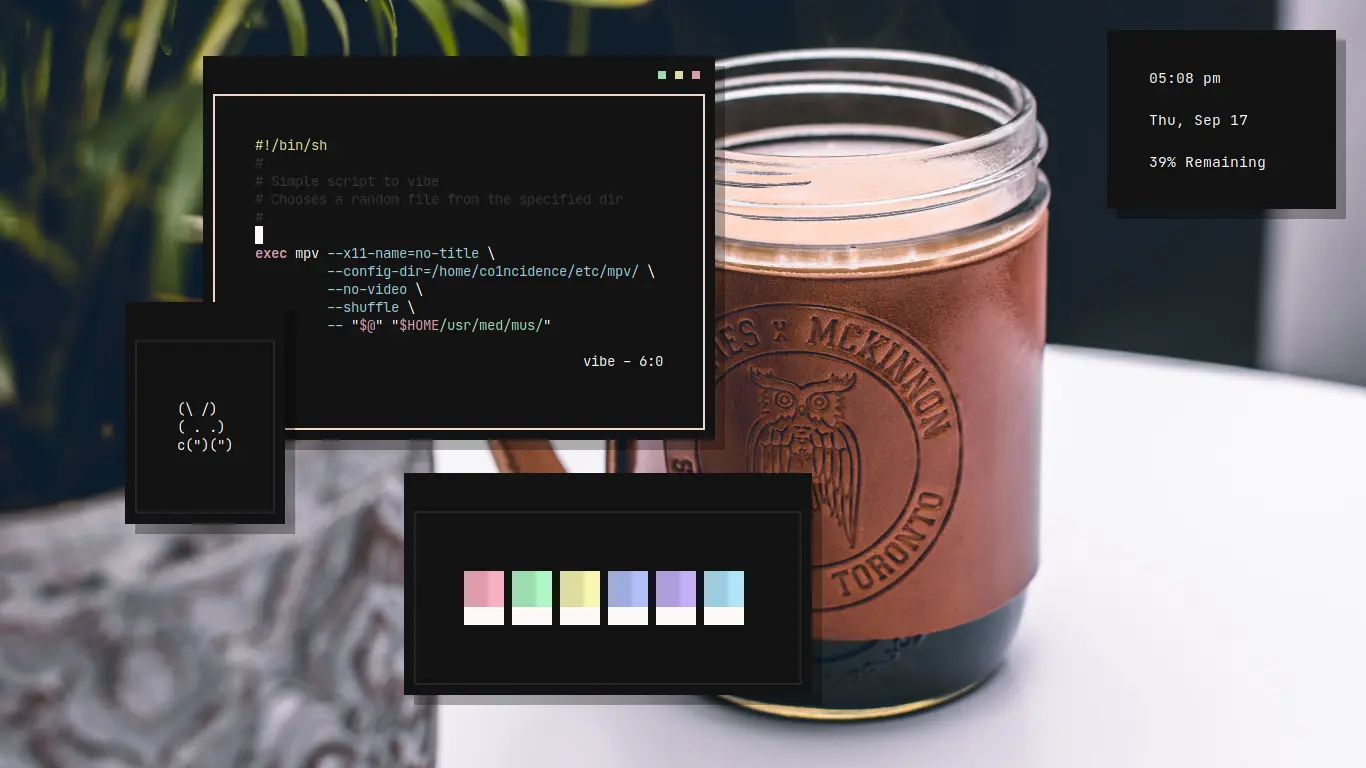 #!/bin/sh
#
# Simple script to vibe
# Chooses a random file from the specified dir
#
exec mpv --x11-name=no-title \
--config-dir=/home/co1ncidence/etc/mpv/ \
--no-video \
--shuffle \
-- "$@" "$HOME/usr/med/mus/"
vibe - 6:0
05:08 pm
Thu, Sep 17
39% Remaining
(\ /)
( . .)
c(")(")
X MCKINNON
TORONTO